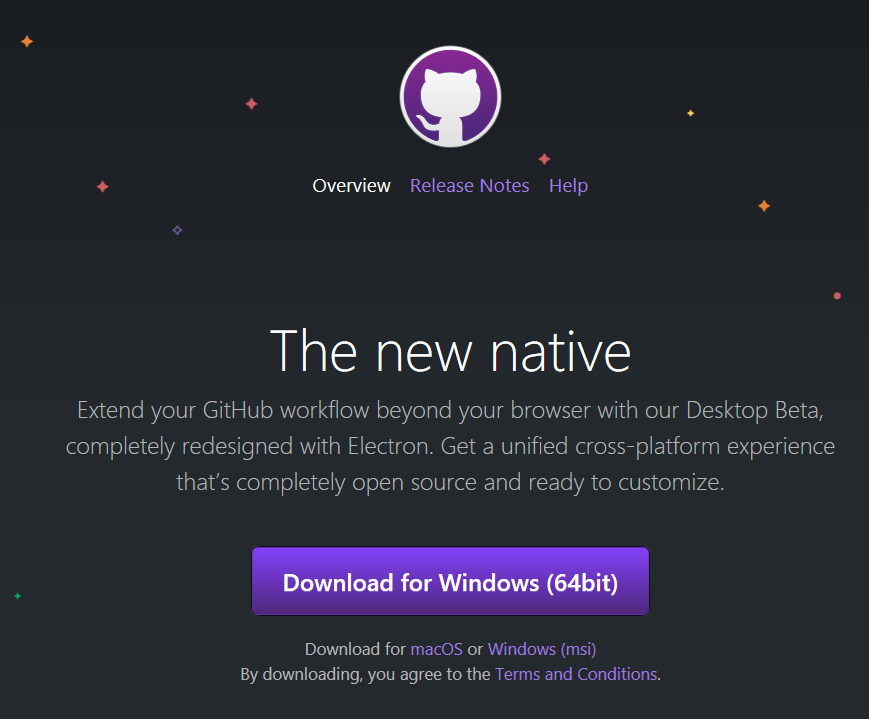 Overview Release Notes Help
The new native
Extend your GitHub workflow beyond your browser with our Desktop Beta,
completely redesigned with Electron. Get a unified cross-platform experience
that’s completely open source and ready to customize.
Download for Windows (64bit)
Download for macOS or Windows (msi)
By downloading, you agree to the Terms and Conditions.